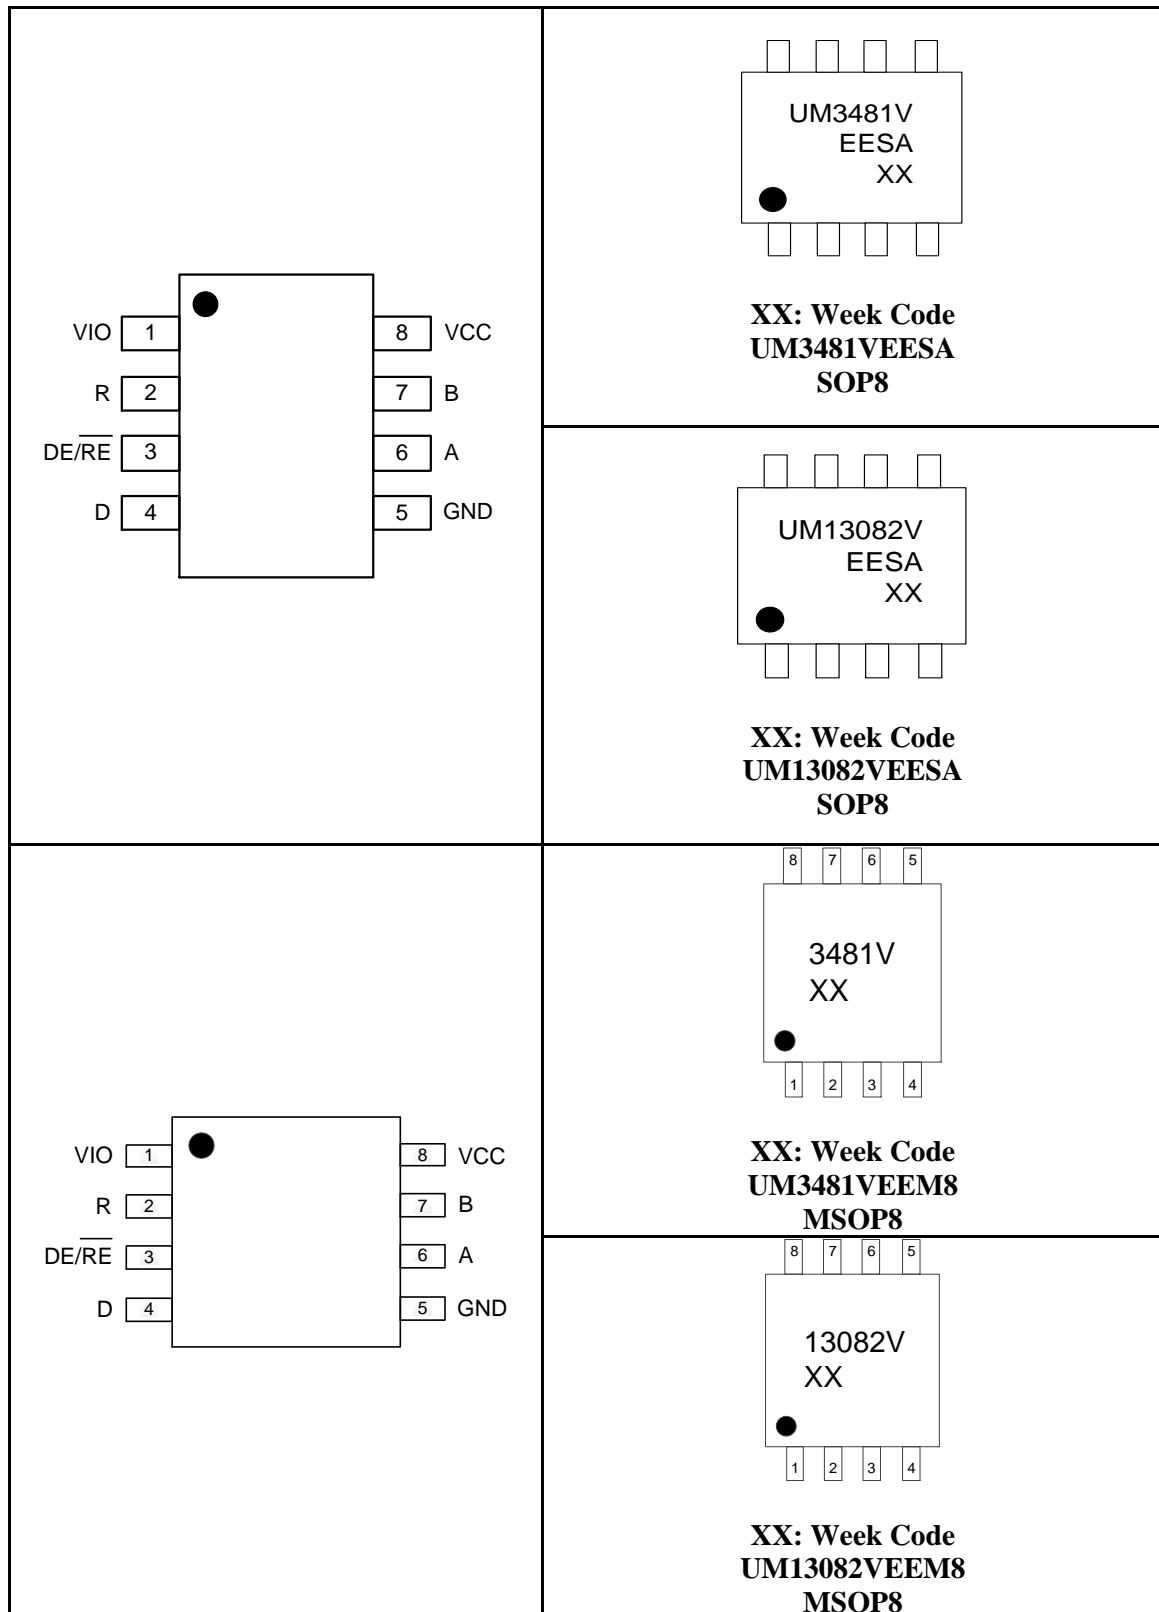 VIO 1 8 VCC
R 2 7 B
DE/R̅E̅ 3 6 A
D 4 5 GND
UM3481V
EESA
XX
XX: Week Code
UM3481VEESA
SOP8
UM13082V
EESA
XX
XX: Week Code
UM13082VEESA
SOP8
VIO 1 8 VCC
R 2 7 B
DE/R̅E̅ 3 6 A
D 4 5 GND
8 7 6 5
3481V
XX
1 2 3 4
XX: Week Code
UM3481VEEM8
MSOP8
8 7 6 5
13082V
XX
1 2 3 4
XX: Week Code
UM13082VEEM8
MSOP8